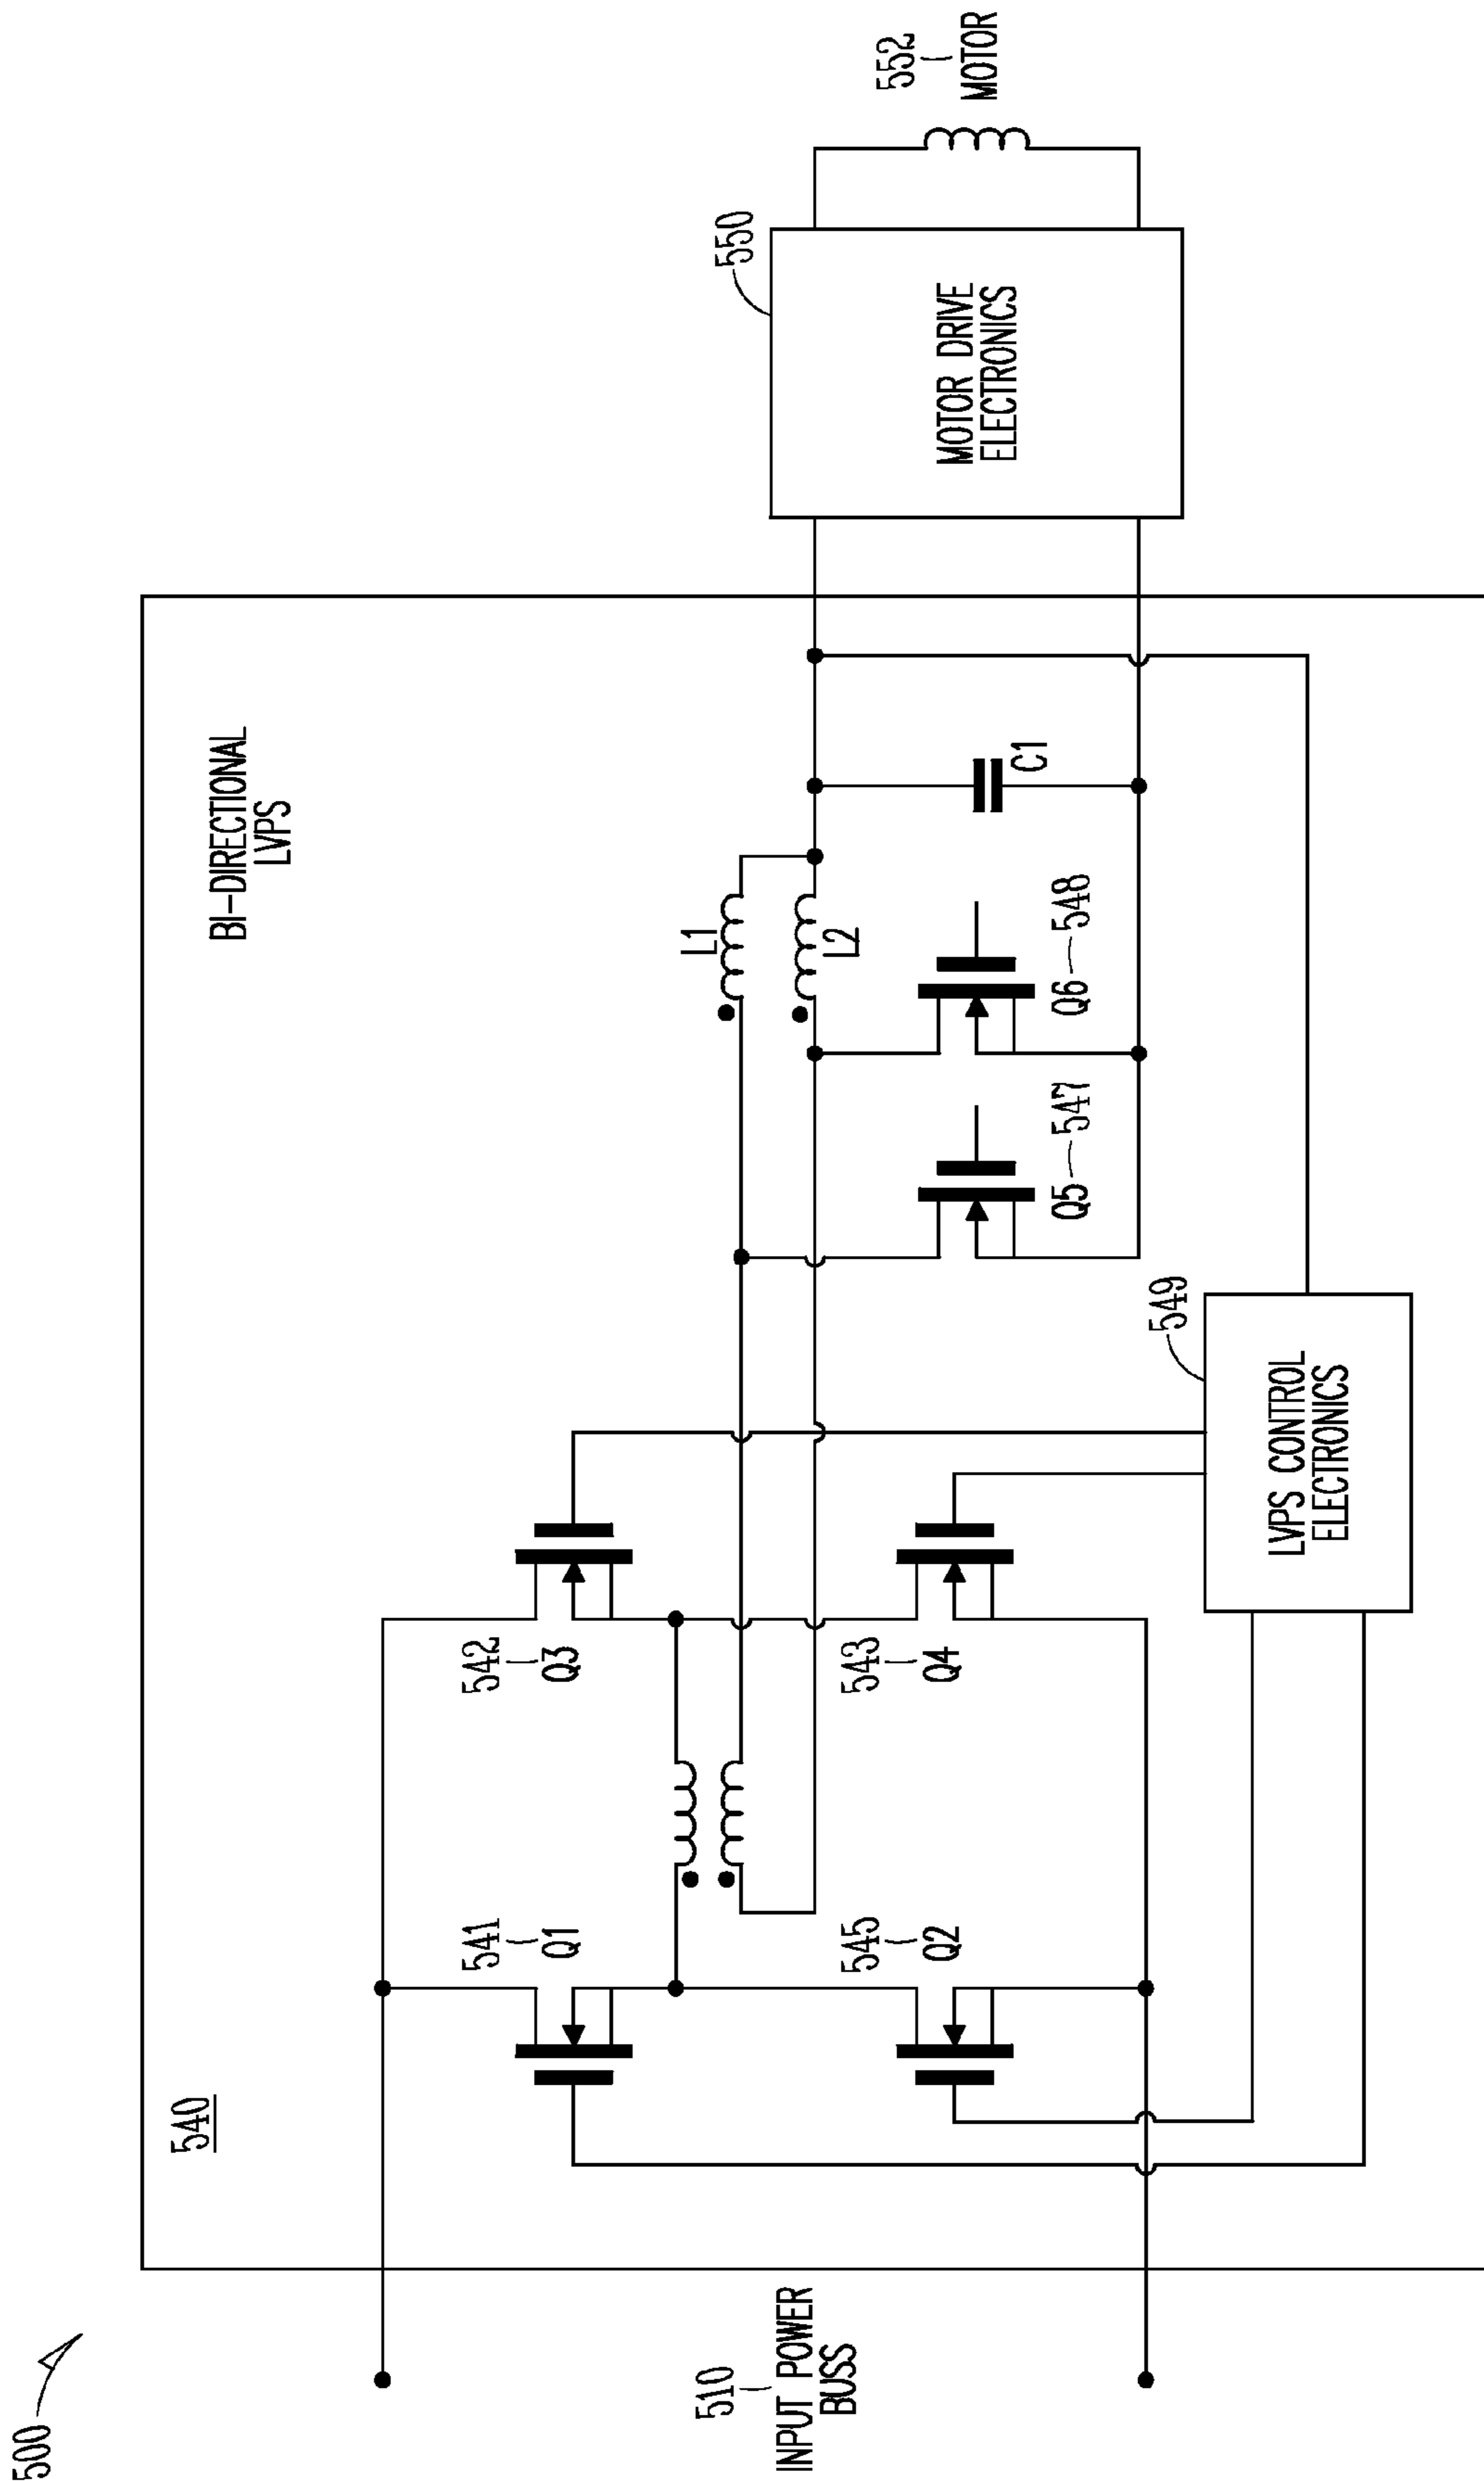 500
540
BI-DIRECTIONAL
LVPS
541
Q1
542
Q3
545
Q2
543
Q4
510
INPUT POWER
BUSS
L1
L2
Q5
547
Q6
548
C1
549
LVPS CONTROL
ELECTRONICS
550
MOTOR DRIVE
ELECTRONICS
552
MOTOR